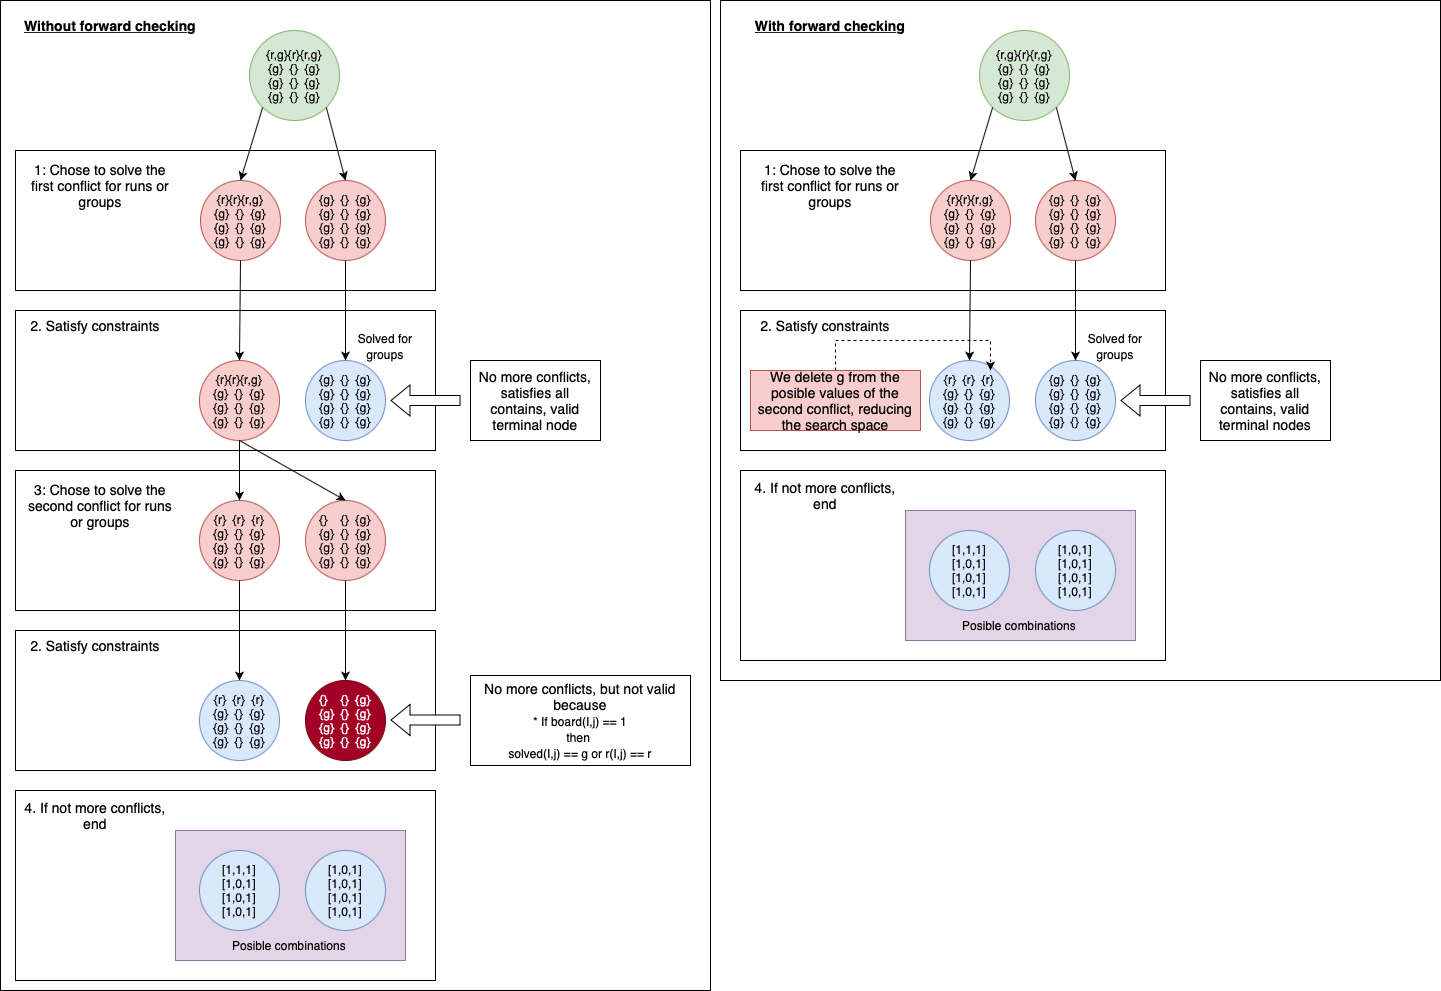 Without forward checking
{r,g}{r}{r,g}
{g} {} {g}
{g} {} {g}
{g} {} {g}
1: Chose to solve the
first conflict for runs or
groups
{r}{r}{r,g}
{g} {} {g}
{g} {} {g}
{g} {} {g}
{g} {} {g}
{g} {} {g}
{g} {} {g}
{g} {} {g}
2. Satisfy constraints
Solved for
groups
{r}{r}{r,g}
{g} {} {g}
{g} {} {g}
{g} {} {g}
{g} {} {g}
{g} {} {g}
{g} {} {g}
{g} {} {g}
No more conflicts,
satisfies all
contains, valid
terminal node
3: Chose to solve the
second conflict for runs
or groups
{r} {r} {r}
{g} {} {g}
{g} {} {g}
{g} {} {g}
{} {} {g}
{g} {} {g}
{g} {} {g}
{g} {} {g}
2. Satisfy constraints
{r} {r} {r}
{g} {} {g}
{g} {} {g}
{g} {} {g}
{} {} {g}
{g} {} {g}
{g} {} {g}
{g} {} {g}
No more conflicts, but not valid
because
* If board(I,j) == 1
then
solved(I,j) == g or r(I,j) == r
4. If not more conflicts,
end
[1,1,1]
[1,0,1]
[1,0,1]
[1,0,1]
[1,0,1]
[1,0,1]
[1,0,1]
[1,0,1]
Posible combinations
With forward checking
{r,g}{r}{r,g}
{g} {} {g}
{g} {} {g}
{g} {} {g}
1: Chose to solve the
first conflict for runs or
groups
{r}{r}{r,g}
{g} {} {g}
{g} {} {g}
{g} {} {g}
{g} {} {g}
{g} {} {g}
{g} {} {g}
{g} {} {g}
2. Satisfy constraints
Solved for
groups
We delete g from the
posible values of the
second conflict, reducing
the search space
{r} {r} {r}
{g} {} {g}
{g} {} {g}
{g} {} {g}
{g} {} {g}
{g} {} {g}
{g} {} {g}
{g} {} {g}
No more conflicts,
satisfies all
contains, valid
terminal nodes
4. If not more conflicts,
end
[1,1,1]
[1,0,1]
[1,0,1]
[1,0,1]
[1,0,1]
[1,0,1]
[1,0,1]
[1,0,1]
Posible combinations